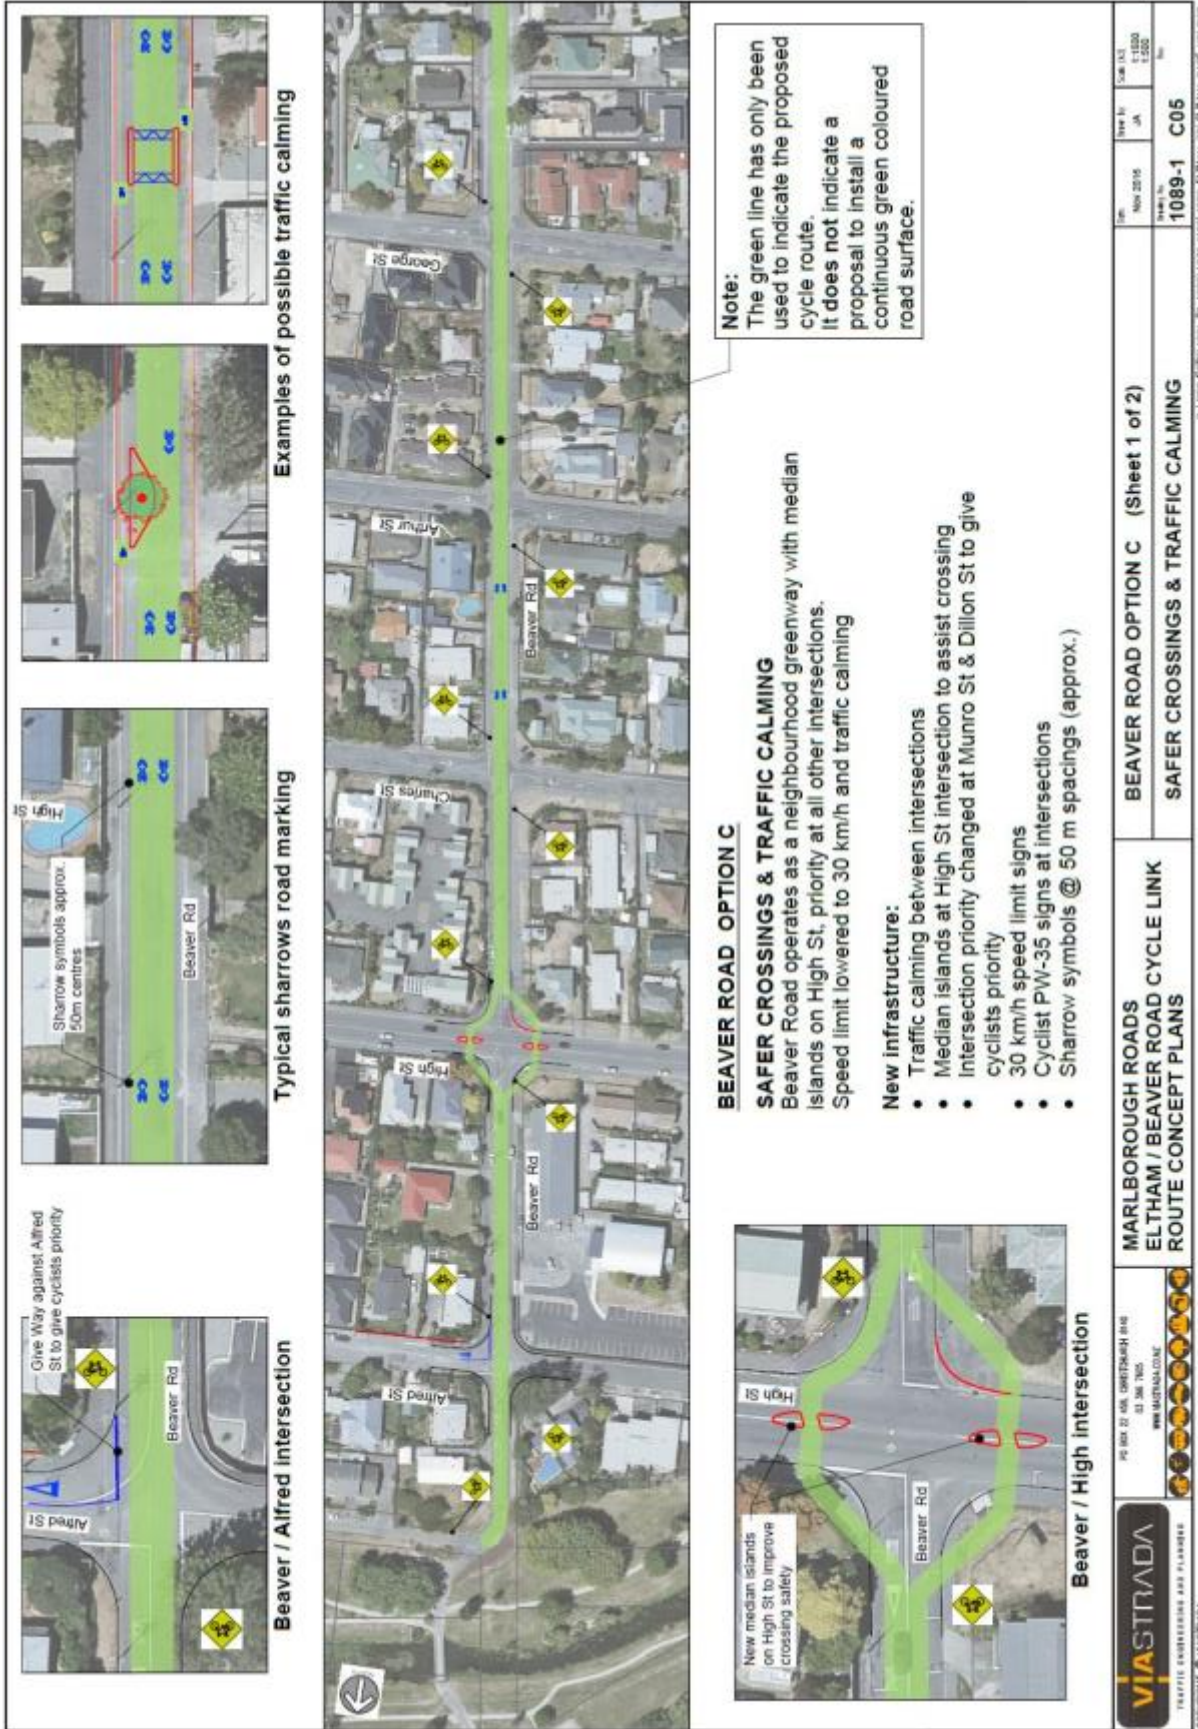 Give Way against Alfred
St to give cyclists priority
Alfred St
Beaver Rd
Beaver / Alfred intersection
Sharrow symbols approx.
50m centres
High St
Beaver Rd
Typical sharrows road marking
Examples of possible traffic calming
Alfred St
Beaver Rd
High St
Charles St
Beaver Rd
Arthur St
George St
New median islands
on High St to improve
crossing safety
High St
Beaver Rd
Beaver / High intersection
BEAVER ROAD OPTION C
SAFER CROSSINGS & TRAFFIC CALMING
Beaver Road operates as a neighbourhood greenway with median
islands on High St, priority at all other intersections.
Speed limit lowered to 30 km/h and traffic calming
New infrastructure:
• Traffic calming between intersections
• Median islands at High St intersection to assist crossing
• Intersection priority changed at Munro St & Dillon St to give
cyclists priority
• 30 km/h speed limit signs
• Cyclist PW-35 signs at intersections
• Sharrow symbols @ 50 m spacings (approx.)
Note:
The green line has only been
used to indicate the proposed
cycle route.
It does not indicate a
proposal to install a
continuous green coloured
road surface.
VIASTRADA
TRAFFIC ENGINEERING AND PLANNING
MARLBOROUGH ROADS
ELTHAM / BEAVER ROAD CYCLE LINK
ROUTE CONCEPT PLANS
BEAVER ROAD OPTION C (Sheet 1 of 2)
SAFER CROSSINGS & TRAFFIC CALMING
Nov 2016
JA
1089-1 C05